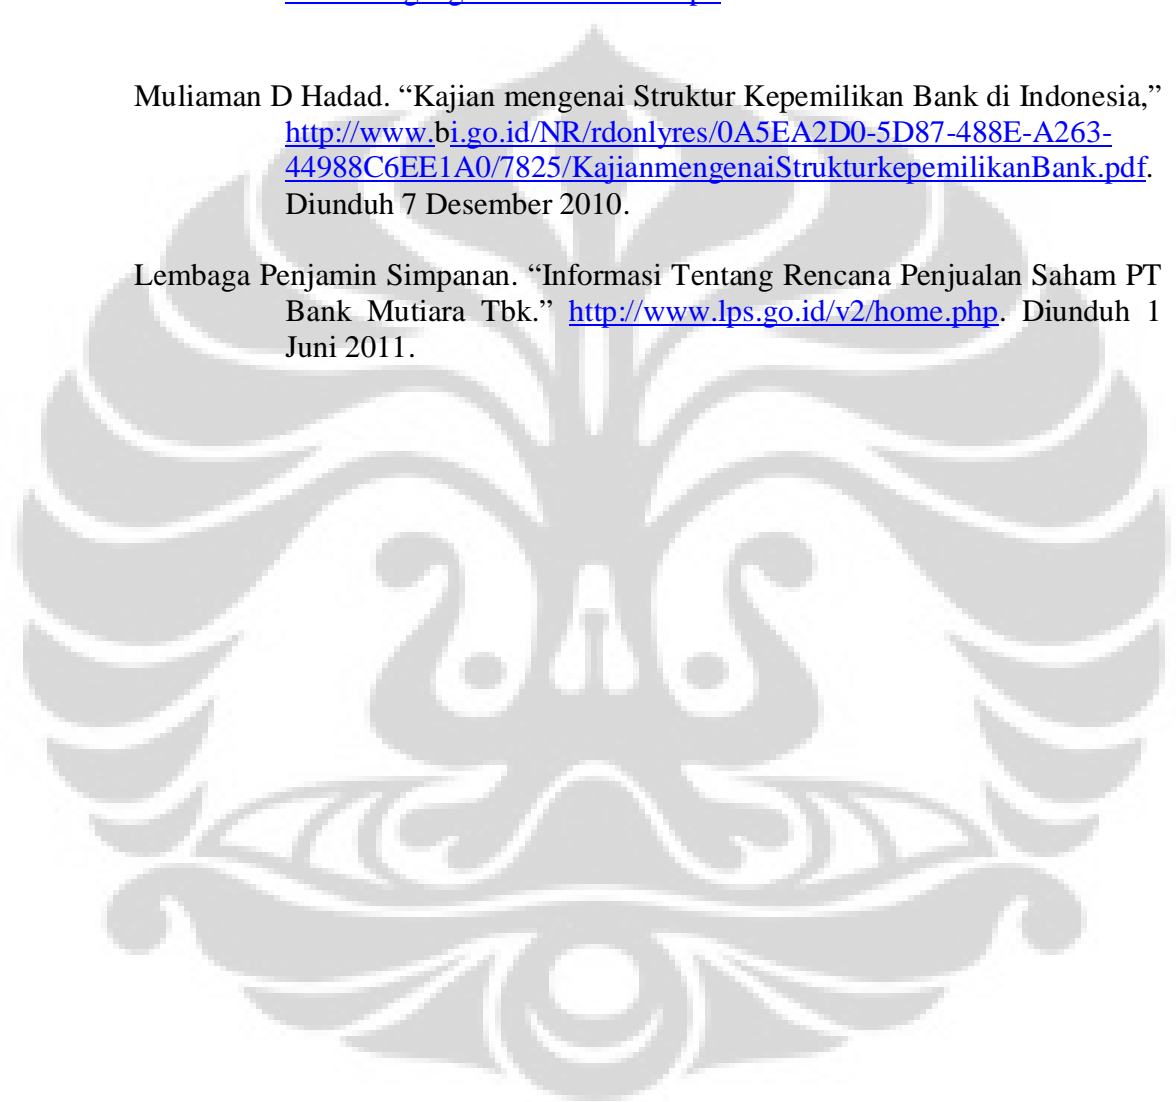 Muliaman D Hadad. “Kajian mengenai Struktur Kepemilikan Bank di Indonesia,”
http://www.bi.go.id/NR/rdonlyres/0A5EA2D0-5D87-488E-A263-
44988C6EE1A0/7825/KajianmengenaiStrukturkepemilikanBank.pdf.
Diunduh 7 Desember 2010.
Lembaga Penjamin Simpanan. “Informasi Tentang Rencana Penjualan Saham PT
Bank Mutiara Tbk.” http://www.lps.go.id/v2/home.php. Diunduh 1
Juni 2011.